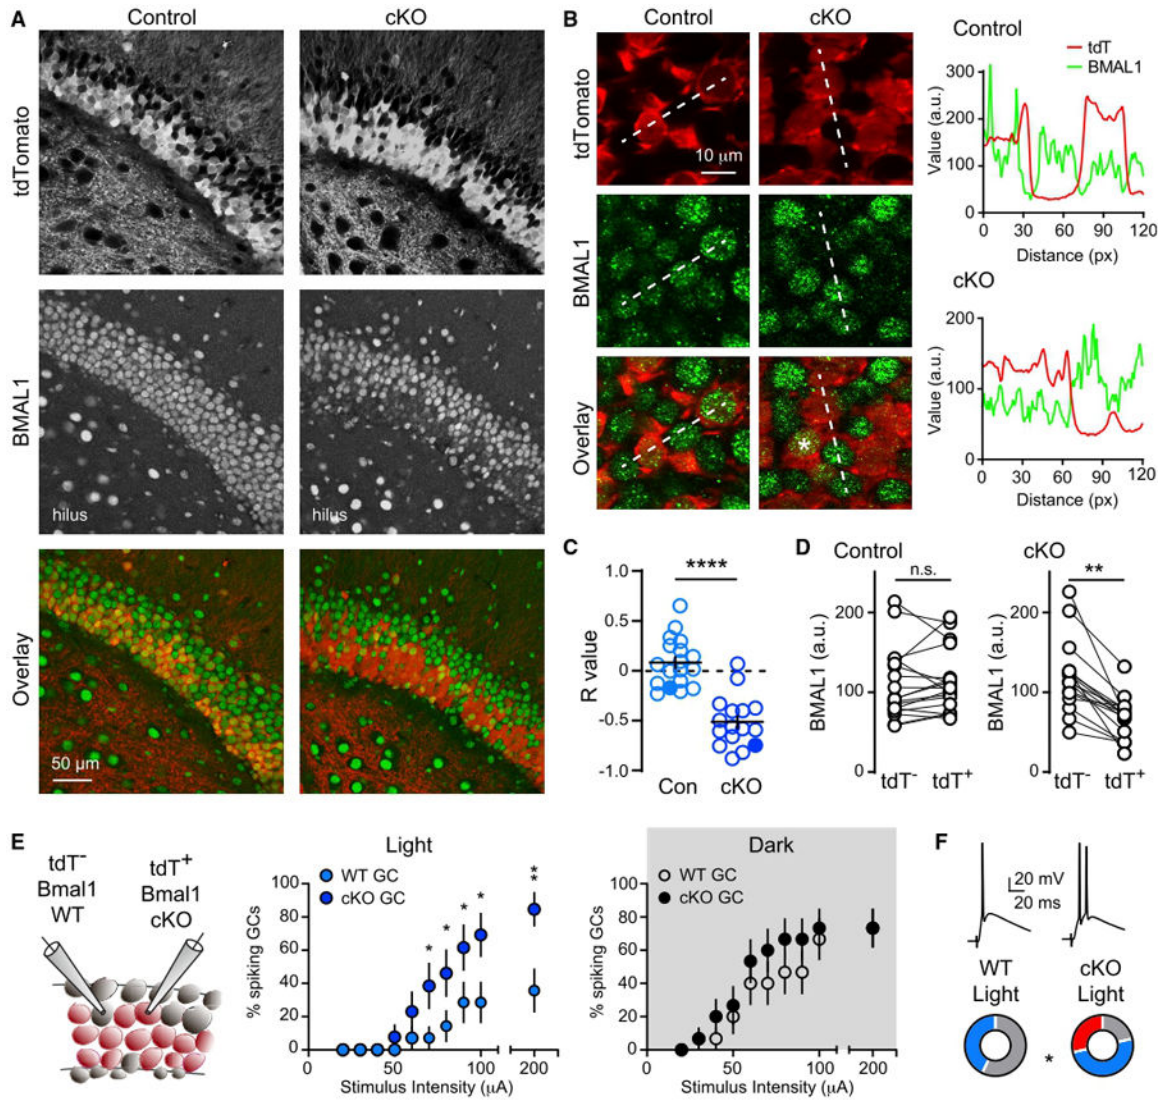 A
Control
cKO
tdTomato
BMAL1
hilus
hilus
Overlay
50 μm
B
Control
cKO
tdTomato
10 μm
BMAL1
Overlay
*
Control
tdT
BMAL1
Value (a.u.)
300
200
100
0
0 30 60 90 120
Distance (px)
cKO
Value (a.u.)
200
100
0
0 30 60 90 120
Distance (px)
C
****
R value
1.0
0.5
0
-0.5
-1.0
Con cKO
D
Control
n.s.
BMAL1 (a.u.)
200
100
0
tdT- tdT+
cKO
**
BMAL1 (a.u.)
200
100
0
tdT- tdT+
E
tdT-
Bmal1
WT
tdT+
Bmal1
cKO
Light
WT GC
cKO GC
% spiking GCs
100
80
60
40
20
0
* * * * **
0 50 100 200
Stimulus Intensity (μA)
Dark
WT GC
cKO GC
% spiking GCs
100
80
60
40
20
0
0 50 100 200
Stimulus Intensity (μA)
F
20 mV
20 ms
WT
Light
cKO
Light
*